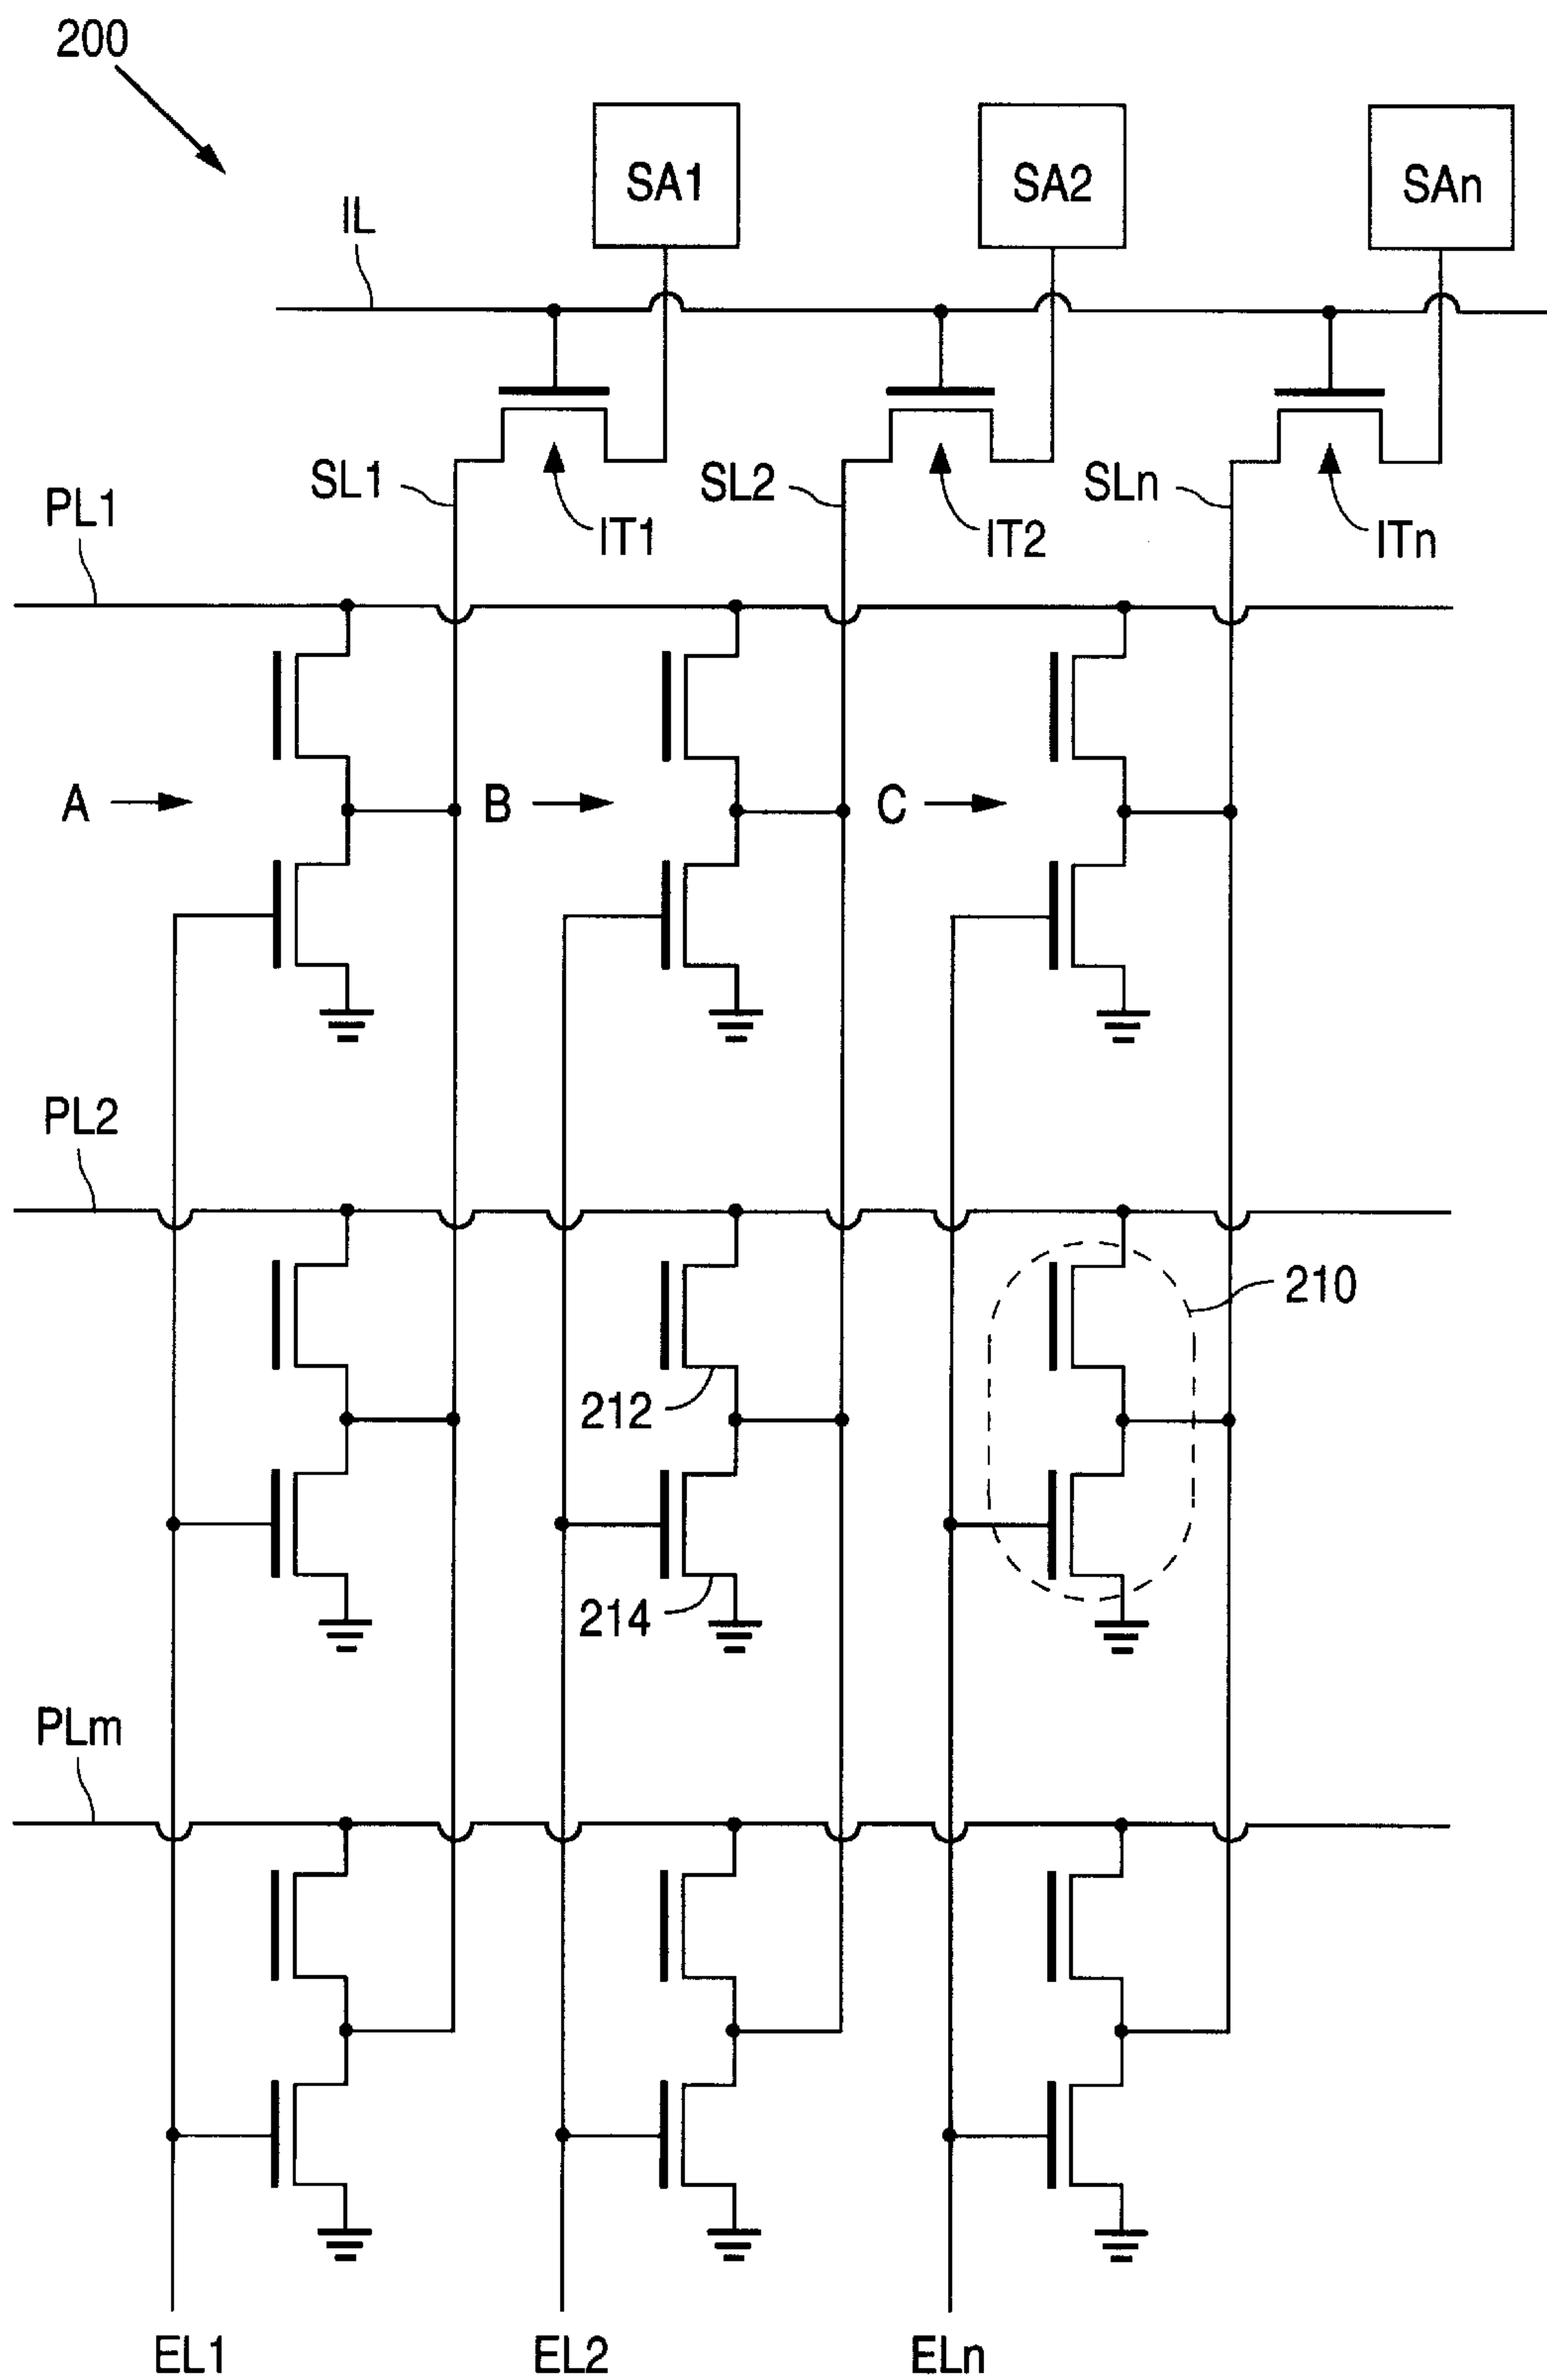 200
SA1 SA2 SAn
IL
SL1 SL2 SLn
PL1
IT1 IT2 ITn
A B C
PL2
210
212
214
PLm
EL1 EL2 ELn